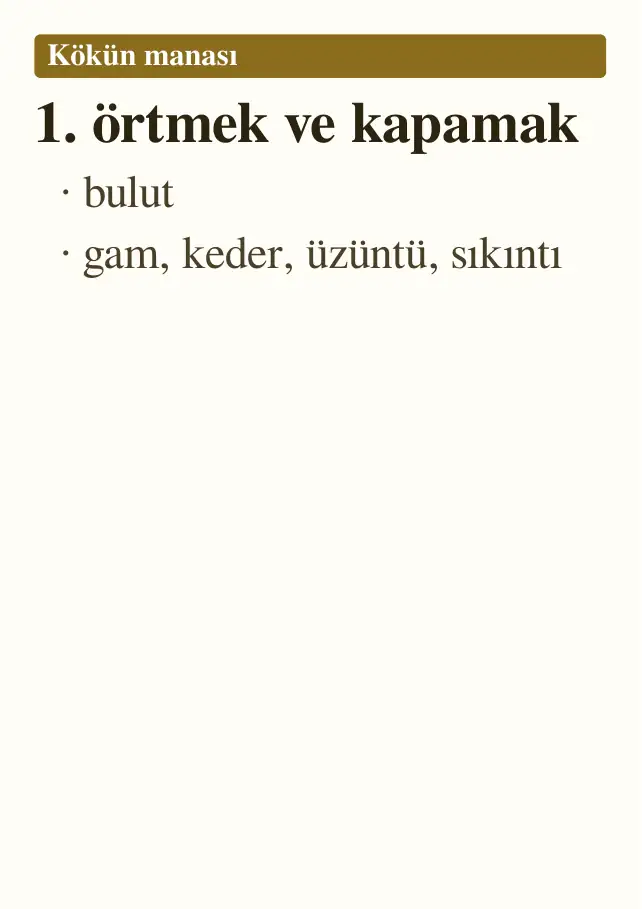 Kökün manası
1. örtmek ve kapamak
· bulut
· gam, keder, üzüntü, sıkıntı